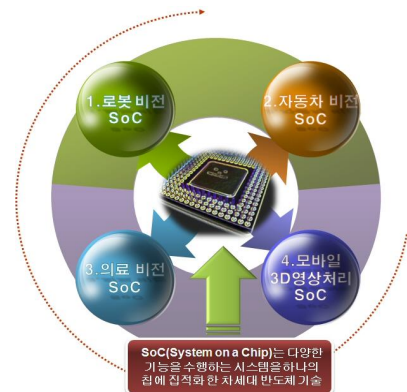 1.로봇 비전
SoC
2.자동차 비전
SoC
3.의료 비전
SoC
4.모바일
3D영상처리
SoC
SoC(System on a Chip)는 다양한
기능을 수행하는 시스템을 하나의
칩에 집적화 한 차세대 반도체 기술